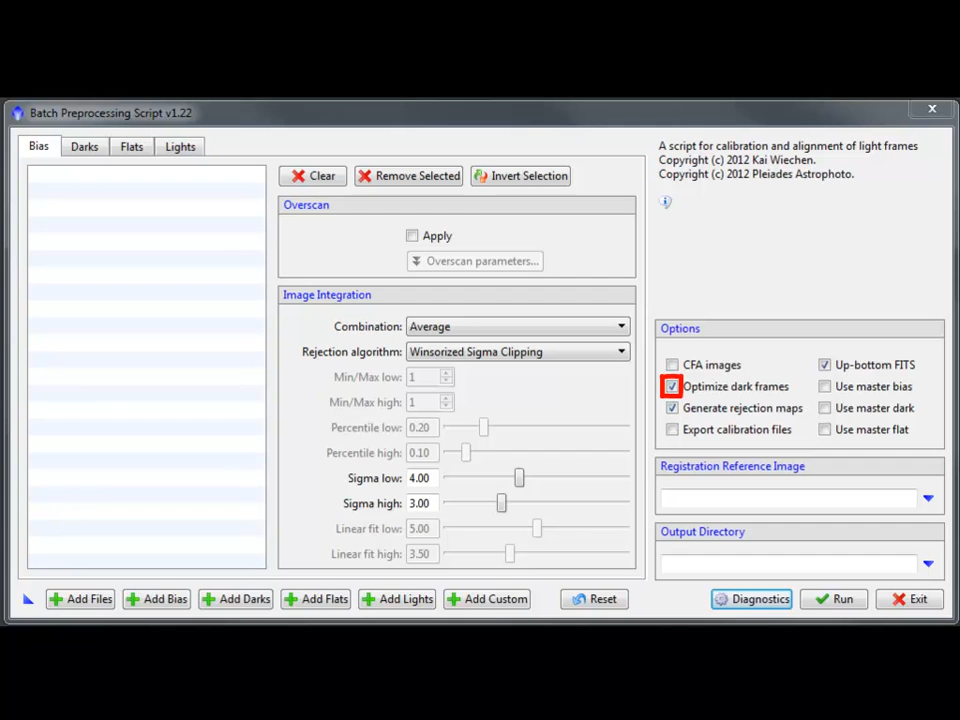 Batch Preprocessing Script v1.22
X
Bias
Darks
Flats
Lights
Clear
Remove Selected
Invert Selection
Overscan
Apply
Overscan parameters...
Image Integration
Combination: Average
Rejection algorithm: Winsorized Sigma Clipping
Min/Max low: 1
Min/Max high: 1
Percentile low: 0.20
Percentile high: 0.10
Sigma low: 4.00
Sigma high: 3.00
Linear fit low: 5.00
Linear fit high: 3.50
A script for calibration and alignment of light frames
Copyright (c) 2012 Kai Wiechen.
Copyright (c) 2012 Pleiades Astrophoto.
Options
CFA images
Up-bottom FITS
Optimize dark frames
Use master bias
Generate rejection maps
Use master dark
Export calibration files
Use master flat
Registration Reference Image
Output Directory
Add Files
Add Bias
Add Darks
Add Flats
Add Lights
Add Custom
Reset
Diagnostics
Run
Exit